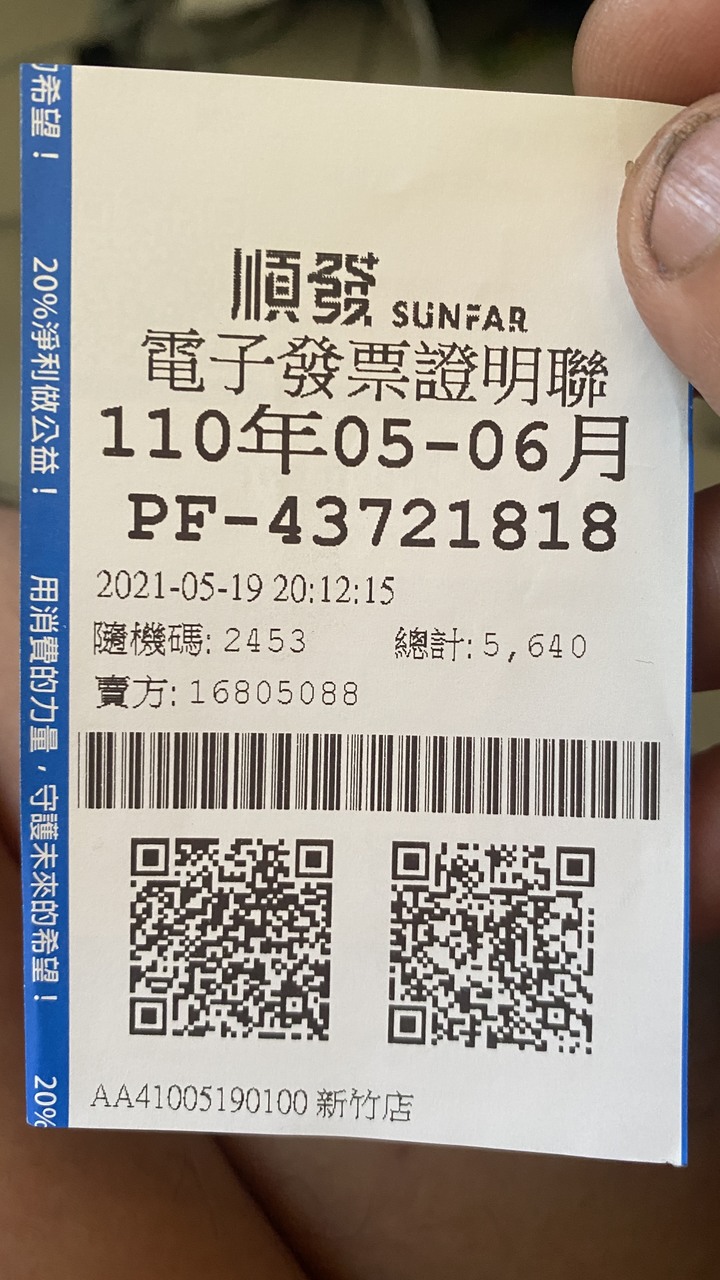 順發 SUNFAR
電子發票證明聯
110年05-06月
PF-43721818
2021-05-19 20:12:15
隨機碼: 2453 總計: 5,640
賣方: 16805088
AA41005190100 新竹店
希望！
20%淨利做公益！
用消費的力量，守護未來的希望！
20%